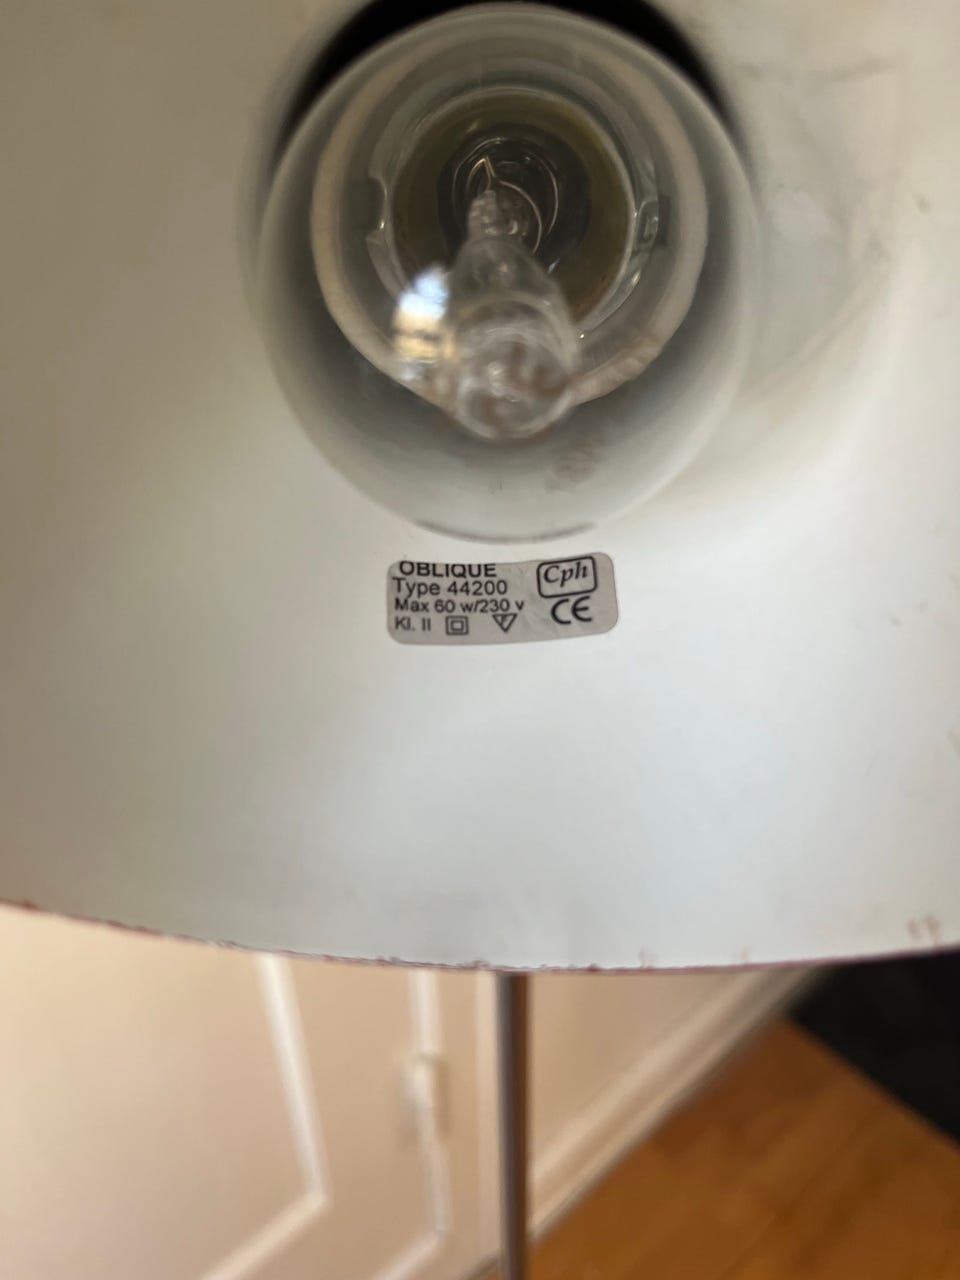 OBLIQUE
Type 44200
Max 60 w/230 v
Kl. II
F
Cph
CE